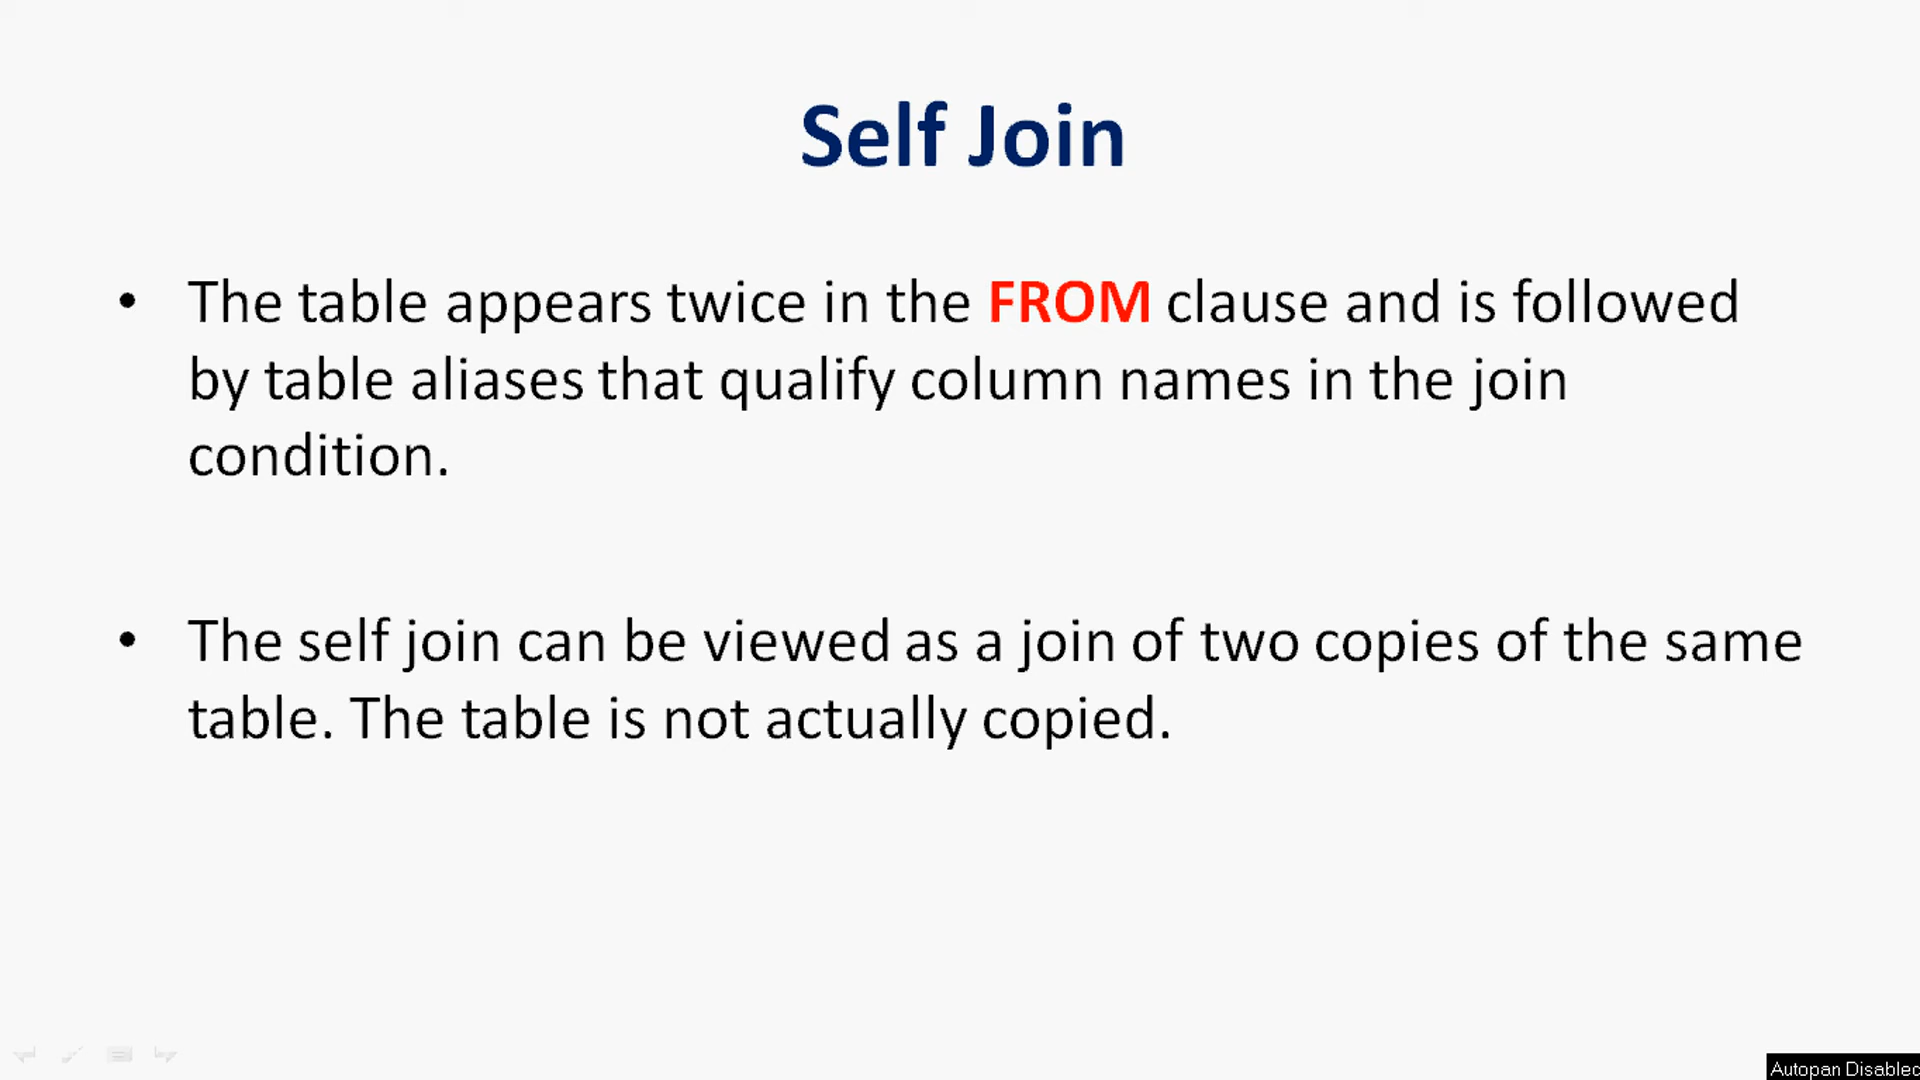 Self Join
• The table appears twice in the FROM clause and is followed
by table aliases that qualify column names in the join
condition.
• The self join can be viewed as a join of two copies of the same
table. The table is not actually copied.
Autopan Disabled